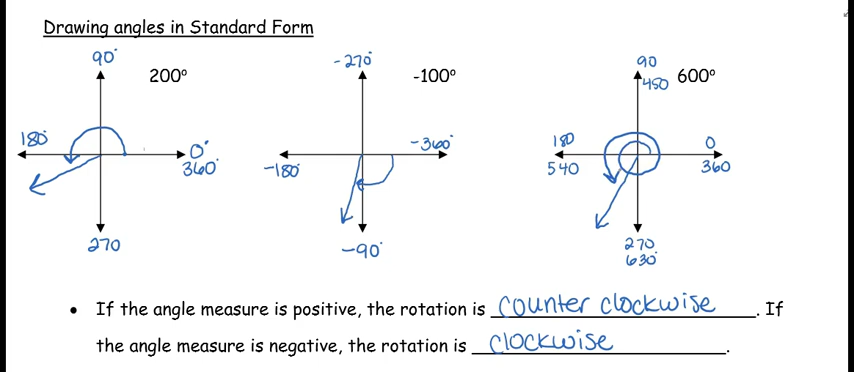 Drawing angles in Standard Form
90° -270° 90
200° -100° 450 600°
180° 0° -360° 180 0
360° -180° 540 360
270 -90° 270
630°
• If the angle measure is positive, the rotation is counter clockwise. If
the angle measure is negative, the rotation is clockwise.